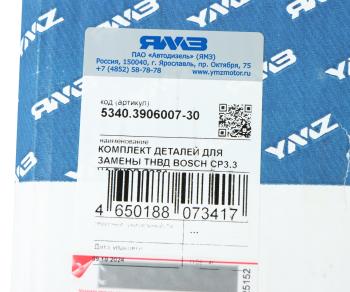 ЯМЗ
ПАО «Автодизель» (ЯМЗ)
Россия, 150040, г. Ярославль, пр. Октября, 75
+7 (4852) 58-78-78
www.ymzmotor.ru
код (артикул)
5340.3906007-30
наименование
КОМПЛЕКТ ДЕТАЛЕЙ ДЛЯ
ЗАМЕНЫ ТНВД BOSCH CP3.3
4 650188 073417
...
Дата упаковки
25152
YMZ
YMZ
YMZ